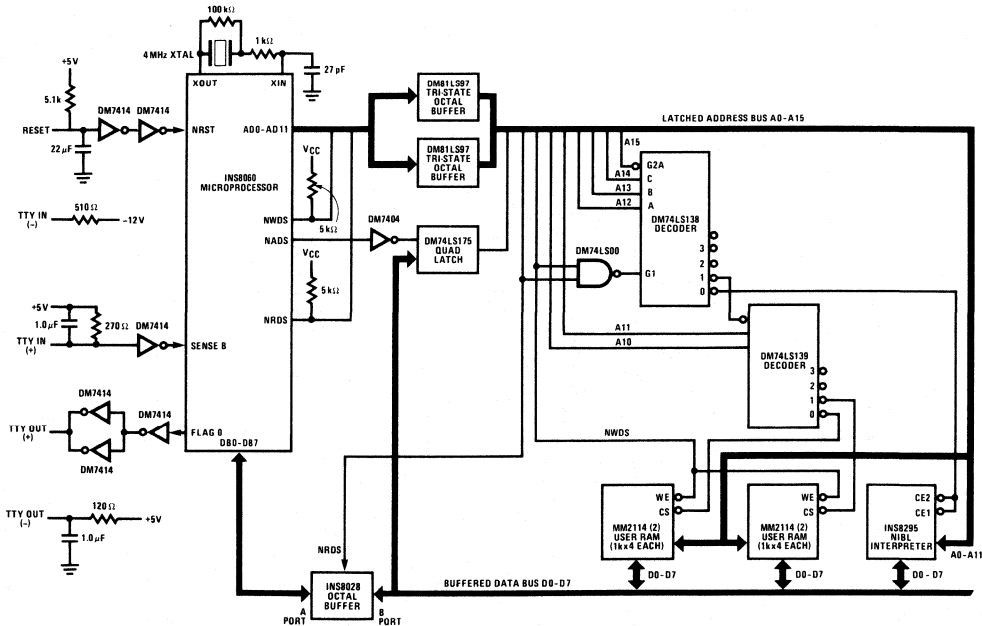 100 kΩ
1 kΩ
4 MHz XTAL
27 pF
+5V
5.1k
RESET
22 μF
DM7414
DM7414
XOUT
XIN
NRST
AD0-AD11
INS8060
MICROPROCESSOR
VCC
5 kΩ
NWDS
NADS
VCC
5 kΩ
NRDS
SENSE B
FLAG 0
DB0-DB7
TTY IN
(-)
510 Ω
-12V
+5V
1.0 μF
270 Ω
DM7414
TTY IN
(+)
DM7414
DM7414
TTY OUT
(+)
DM7414
TTY OUT
(-)
120 Ω
+5V
1.0 μF
DM81LS97
TRI-STATE
OCTAL
BUFFER
DM81LS97
TRI-STATE
OCTAL
BUFFER
DM7404
DM74LS175
QUAD
LATCH
LATCHED ADDRESS BUS A0-A15
A15
A14
A13
A12
G2A
C
B
A
DM74LS138
DECODER
3
2
1
0
G1
DM74LS00
A11
A10
DM74LS139
DECODER
3
2
1
0
NWDS
WE
CS
MM2114 (2)
USER RAM
(1k x 4 EACH)
WE
CS
MM2114 (2)
USER RAM
(1k x 4 EACH)
CE2
CE1
INS8295
NIBL
INTERPRETER
A0-A11
D0-D7
D0-D7
D0-D7
NRDS
INS8028
OCTAL
BUFFER
A
PORT
B
PORT
BUFFERED DATA BUS D0-D7